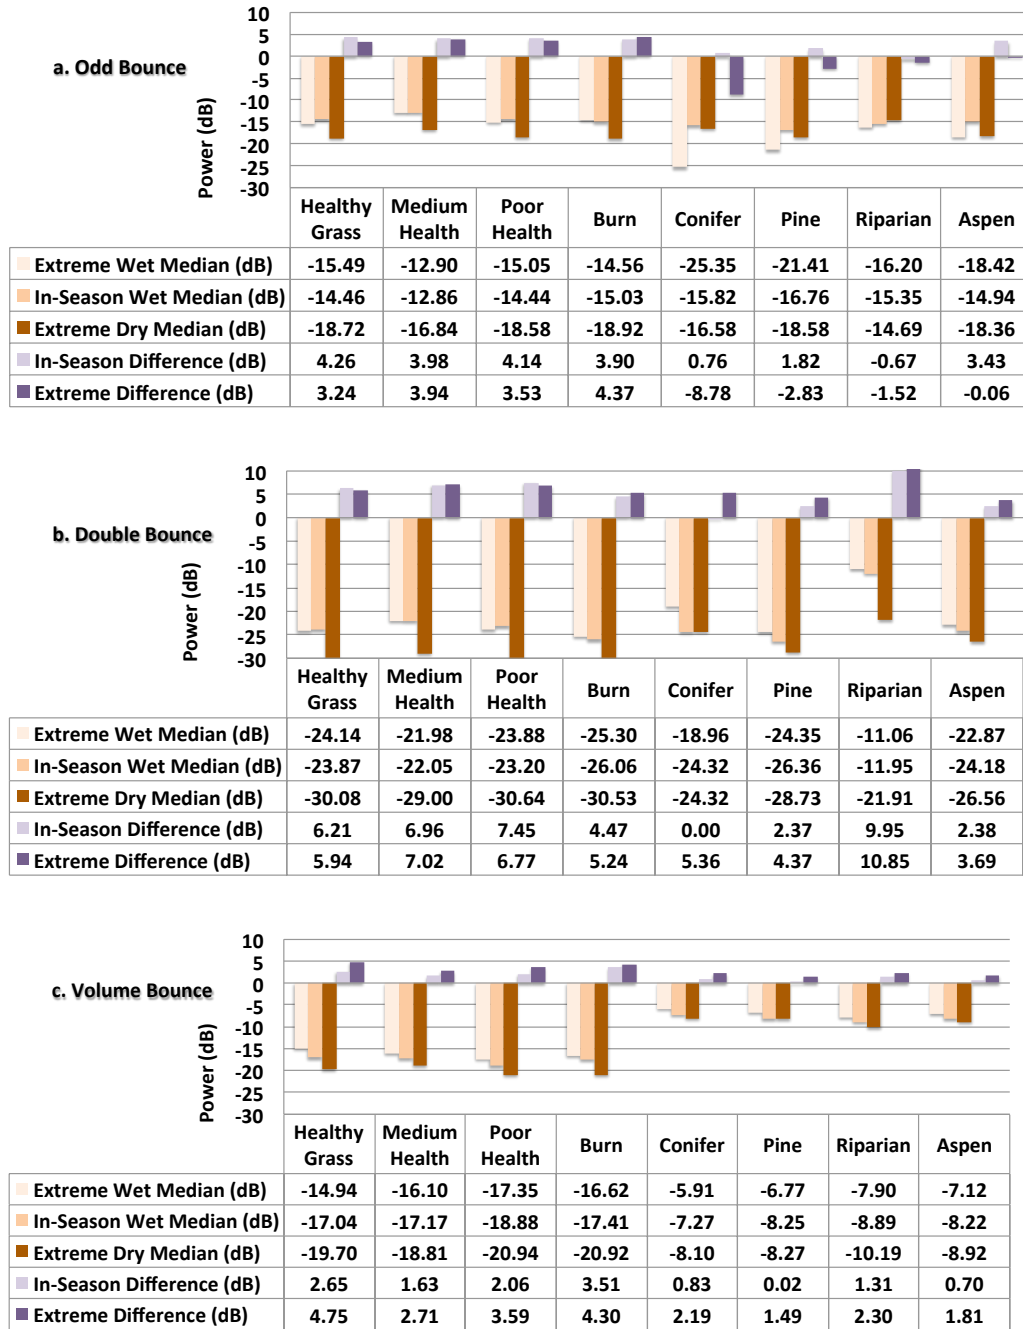 a. Odd Bounce
Power (dB)
10
5
0
-5
-10
-15
-20
-25
-30
Healthy Grass Medium Health Poor Health Burn Conifer Pine Riparian Aspen
Extreme Wet Median (dB) -15.49 -12.90 -15.05 -14.56 -25.35 -21.41 -16.20 -18.42
In-Season Wet Median (dB) -14.46 -12.86 -14.44 -15.03 -15.82 -16.76 -15.35 -14.94
Extreme Dry Median (dB) -18.72 -16.84 -18.58 -18.92 -16.58 -18.58 -14.69 -18.36
In-Season Difference (dB) 4.26 3.98 4.14 3.90 0.76 1.82 -0.67 3.43
Extreme Difference (dB) 3.24 3.94 3.53 4.37 -8.78 -2.83 -1.52 -0.06
b. Double Bounce
Power (dB)
10
5
0
-5
-10
-15
-20
-25
-30
Healthy Grass Medium Health Poor Health Burn Conifer Pine Riparian Aspen
Extreme Wet Median (dB) -24.14 -21.98 -23.88 -25.30 -18.96 -24.35 -11.06 -22.87
In-Season Wet Median (dB) -23.87 -22.05 -23.20 -26.06 -24.32 -26.36 -11.95 -24.18
Extreme Dry Median (dB) -30.08 -29.00 -30.64 -30.53 -24.32 -28.73 -21.91 -26.56
In-Season Difference (dB) 6.21 6.96 7.45 4.47 0.00 2.37 9.95 2.38
Extreme Difference (dB) 5.94 7.02 6.77 5.24 5.36 4.37 10.85 3.69
c. Volume Bounce
Power (dB)
10
5
0
-5
-10
-15
-20
-25
-30
Healthy Grass Medium Health Poor Health Burn Conifer Pine Riparian Aspen
Extreme Wet Median (dB) -14.94 -16.10 -17.35 -16.62 -5.91 -6.77 -7.90 -7.12
In-Season Wet Median (dB) -17.04 -17.17 -18.88 -17.41 -7.27 -8.25 -8.89 -8.22
Extreme Dry Median (dB) -19.70 -18.81 -20.94 -20.92 -8.10 -8.27 -10.19 -8.92
In-Season Difference (dB) 2.65 1.63 2.06 3.51 0.83 0.02 1.31 0.70
Extreme Difference (dB) 4.75 2.71 3.59 4.30 2.19 1.49 2.30 1.81